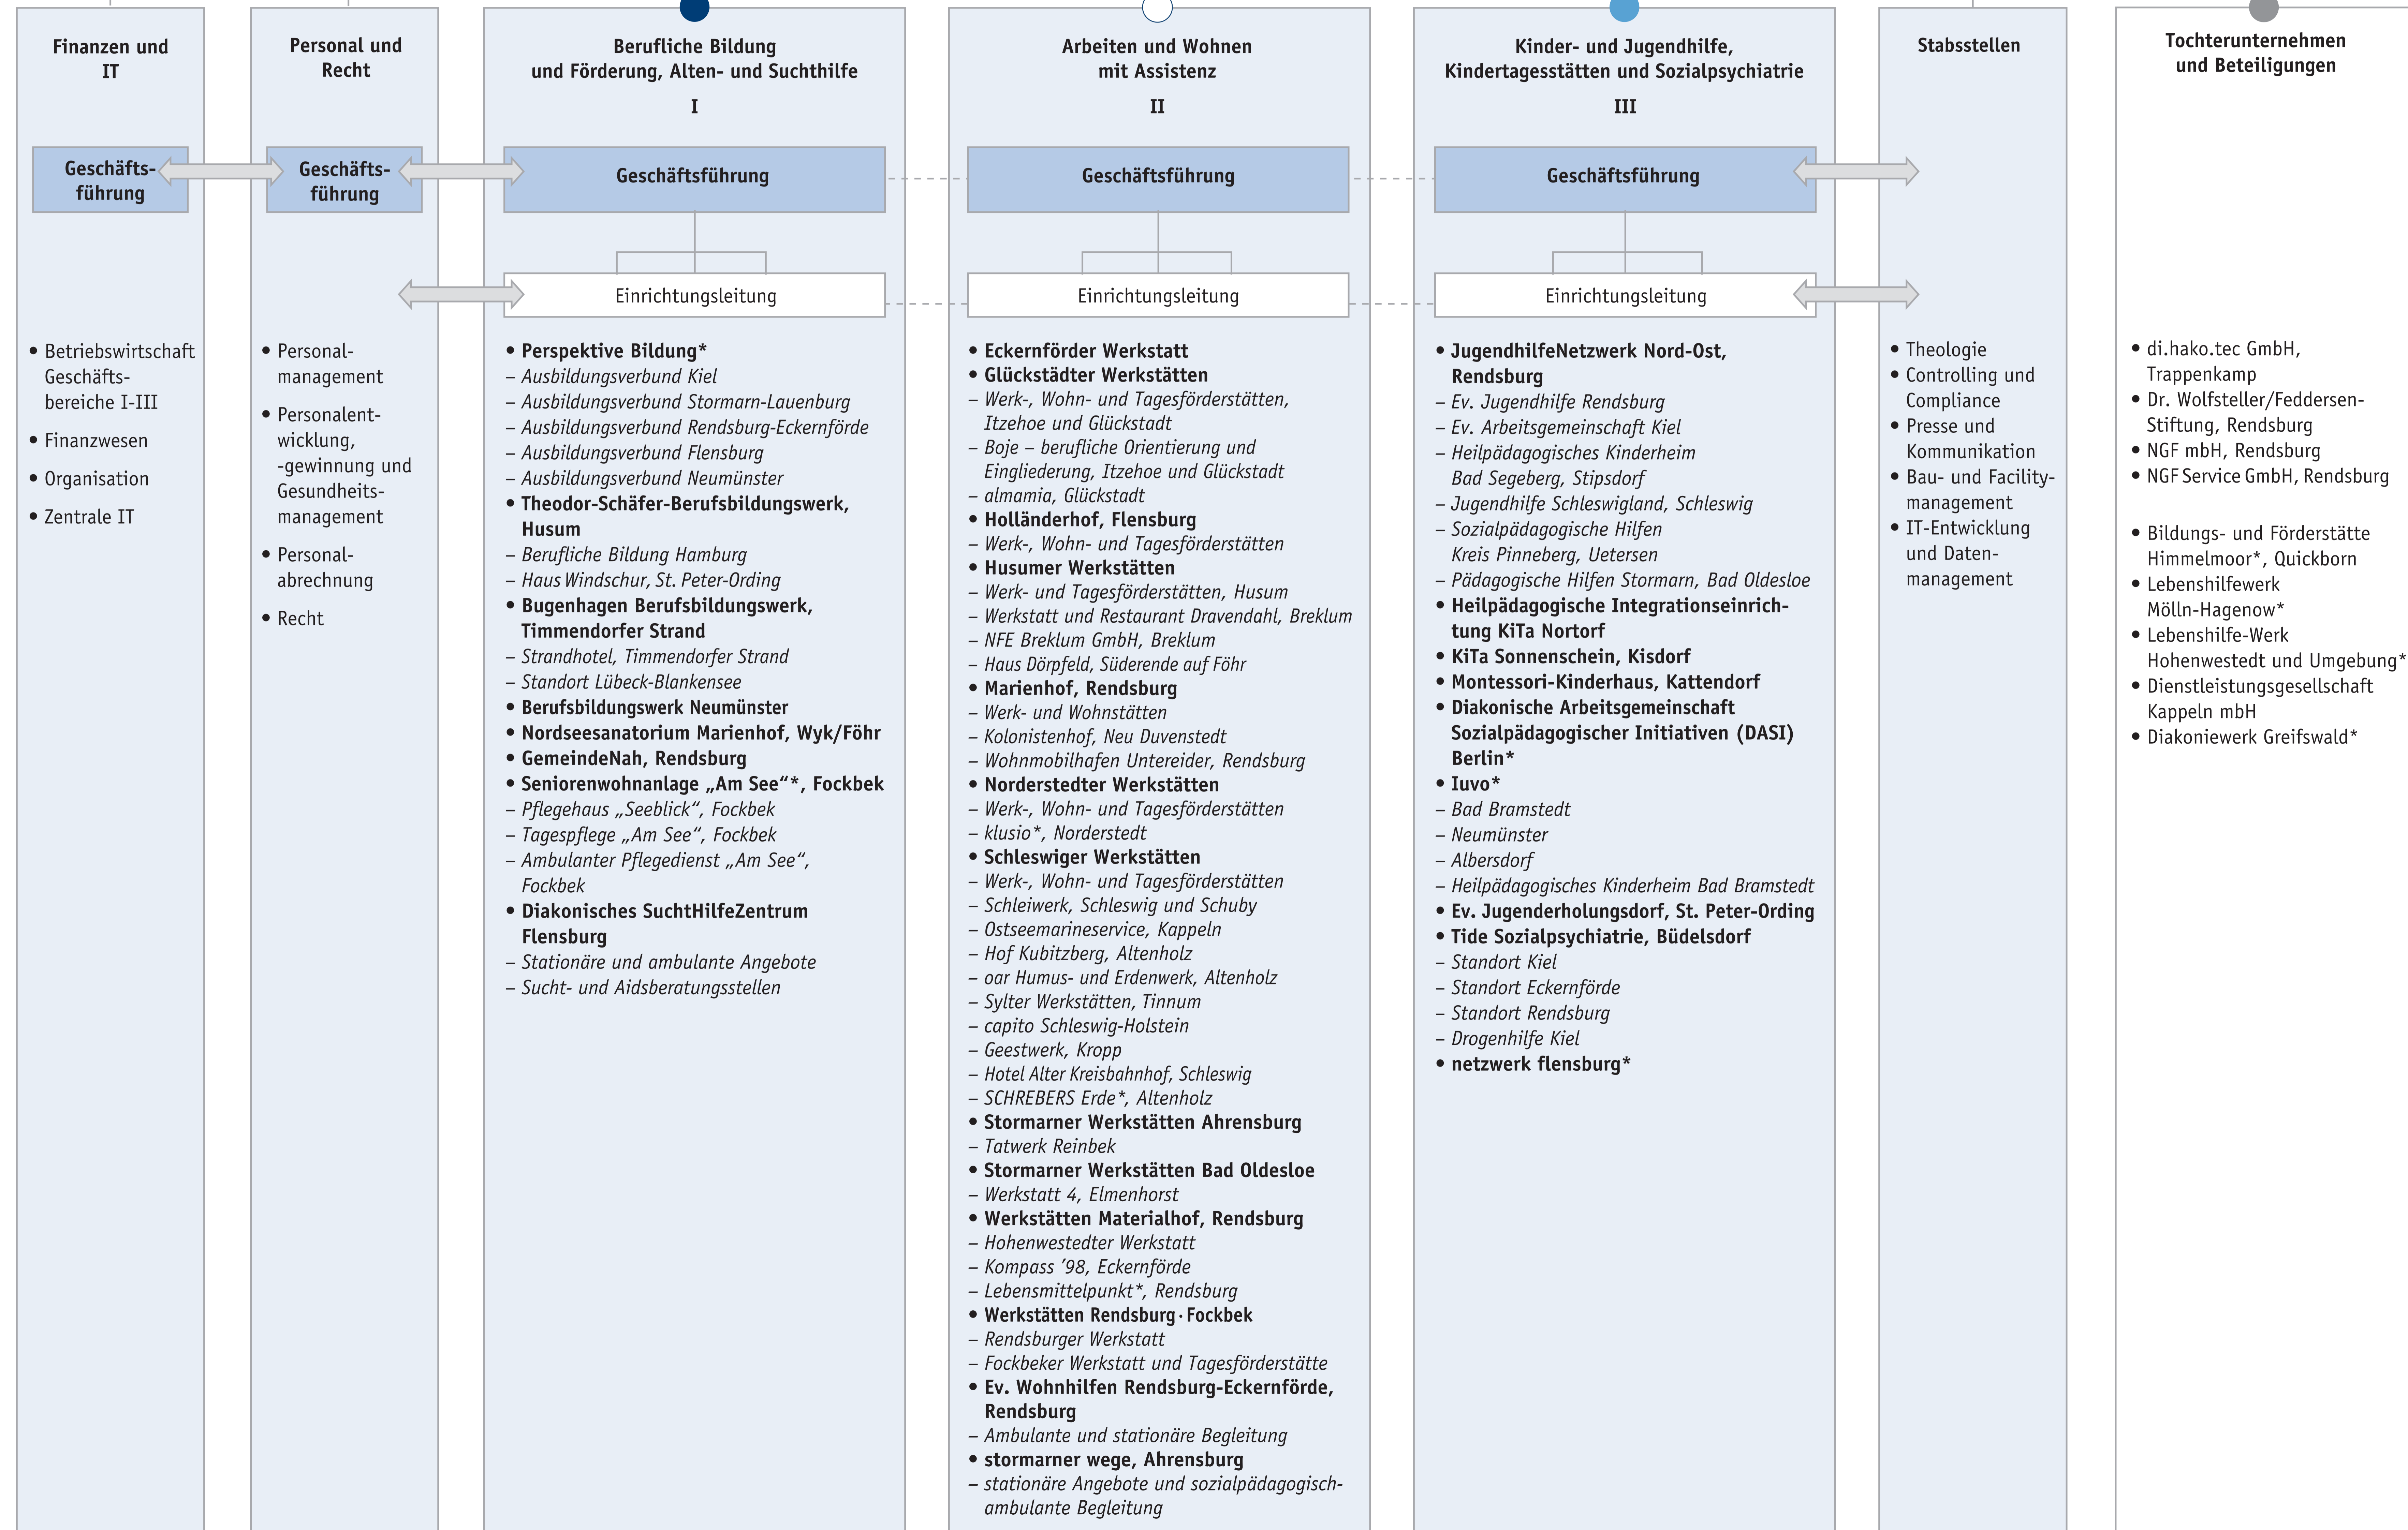 Finanzen und
IT
Geschäfts-
führung
• Betriebswirtschaft
Geschäfts-
bereiche I-III
• Finanzwesen
• Organisation
• Zentrale IT
Personal und
Recht
Geschäfts-
führung
• Personal-
management
• Personalent-
wicklung,
-gewinnung und
Gesundheits-
management
• Personal-
abrechnung
• Recht
Berufliche Bildung
und Förderung, Alten- und Suchthilfe
I
Geschäftsführung
Einrichtungsleitung
• Perspektive Bildung*
– Ausbildungsverbund Kiel
– Ausbildungsverbund Stormarn-Lauenburg
– Ausbildungsverbund Rendsburg-Eckernförde
– Ausbildungsverbund Flensburg
– Ausbildungsverbund Neumünster
• Theodor-Schäfer-Berufsbildungswerk,
Husum
– Berufliche Bildung Hamburg
– Haus Windschur, St. Peter-Ording
• Bugenhagen Berufsbildungswerk,
Timmendorfer Strand
– Strandhotel, Timmendorfer Strand
– Standort Lübeck-Blankensee
• Berufsbildungswerk Neumünster
• Nordseesanatorium Marienhof, Wyk/Föhr
• GemeindeNah, Rendsburg
• Seniorenwohnanlage „Am See“*, Fockbek
– Pflegehaus „Seeblick“, Fockbek
– Tagespflege „Am See“, Fockbek
– Ambulanter Pflegedienst „Am See“,
Fockbek
• Diakonisches SuchtHilfeZentrum
Flensburg
– Stationäre und ambulante Angebote
– Sucht- und Aidsberatungsstellen
Arbeiten und Wohnen
mit Assistenz
II
Geschäftsführung
Einrichtungsleitung
• Eckernförder Werkstatt
• Glückstädter Werkstätten
– Werk-, Wohn- und Tagesförderstätten,
Itzehoe und Glückstadt
– Boje – berufliche Orientierung und
Eingliederung, Itzehoe und Glückstadt
– almamia, Glückstadt
• Holländerhof, Flensburg
– Werk-, Wohn- und Tagesförderstätten
• Husumer Werkstätten
– Werk- und Tagesförderstätten, Husum
– Werkstatt und Restaurant Dravendahl, Breklum
– NFE Breklum GmbH, Breklum
– Haus Dörpfeld, Süderende auf Föhr
• Marienhof, Rendsburg
– Werk- und Wohnstätten
– Kolonistenhof, Neu Duvenstedt
– Wohnmobilhafen Untereider, Rendsburg
• Norderstedter Werkstätten
– Werk-, Wohn- und Tagesförderstätten
– klusio*, Norderstedt
• Schleswiger Werkstätten
– Werk-, Wohn- und Tagesförderstätten
– Schleiwerk, Schleswig und Schuby
– Ostseemarineservice, Kappeln
– Hof Kubitzberg, Altenholz
– oar Humus- und Erdenwerk, Altenholz
– Sylter Werkstätten, Tinnum
– capito Schleswig-Holstein
– Geestwerk, Kropp
– Hotel Alter Kreisbahnhof, Schleswig
– SCHREBERS Erde*, Altenholz
• Stormarner Werkstätten Ahrensburg
– Tatwerk Reinbek
• Stormarner Werkstätten Bad Oldesloe
– Werkstatt 4, Elmenhorst
• Werkstätten Materialhof, Rendsburg
– Hohenwestedter Werkstatt
– Kompass ’98, Eckernförde
– Lebensmittelpunkt*, Rendsburg
• Werkstätten Rendsburg · Fockbek
– Rendsburger Werkstatt
– Fockbeker Werkstatt und Tagesförderstätte
• Ev. Wohnhilfen Rendsburg-Eckernförde,
Rendsburg
– Ambulante und stationäre Begleitung
• stormarner wege, Ahrensburg
– stationäre Angebote und sozialpädagogisch-
ambulante Begleitung
Kinder- und Jugendhilfe,
Kindertagesstätten und Sozialpsychiatrie
III
Geschäftsführung
Einrichtungsleitung
• JugendhilfeNetzwerk Nord-Ost,
Rendsburg
– Ev. Jugendhilfe Rendsburg
– Ev. Arbeitsgemeinschaft Kiel
– Heilpädagogisches Kinderheim
Bad Segeberg, Stipsdorf
– Jugendhilfe Schleswigland, Schleswig
– Sozialpädagogische Hilfen
Kreis Pinneberg, Uetersen
– Pädagogische Hilfen Stormarn, Bad Oldesloe
• Heilpädagogische Integrationseinrich-
tung KiTa Nortorf
• KiTa Sonnenschein, Kisdorf
• Montessori-Kinderhaus, Kattendorf
• Diakonische Arbeitsgemeinschaft
Sozialpädagogischer Initiativen (DASI)
Berlin*
• Iuvo*
– Bad Bramstedt
– Neumünster
– Albersdorf
– Heilpädagogisches Kinderheim Bad Bramstedt
• Ev. Jugenderholungsdorf, St. Peter-Ording
• Tide Sozialpsychiatrie, Büdelsdorf
– Standort Kiel
– Standort Eckernförde
– Standort Rendsburg
– Drogenhilfe Kiel
• netzwerk flensburg*
Stabsstellen
• Theologie
• Controlling und
Compliance
• Presse und
Kommunikation
• Bau- und Facility-
management
• IT-Entwicklung
und Daten-
management
Tochterunternehmen
und Beteiligungen
• di.hako.tec GmbH,
Trappenkamp
• Dr. Wolfsteller/Feddersen-
Stiftung, Rendsburg
• NGF mbH, Rendsburg
• NGF Service GmbH, Rendsburg
• Bildungs- und Förderstätte
Himmelmoor*, Quickborn
• Lebenshilfewerk
Mölln-Hagenow*
• Lebenshilfe-Werk
Hohenwestedt und Umgebung*
• Dienstleistungsgesellschaft
Kappeln mbH
• Diakoniewerk Greifswald*